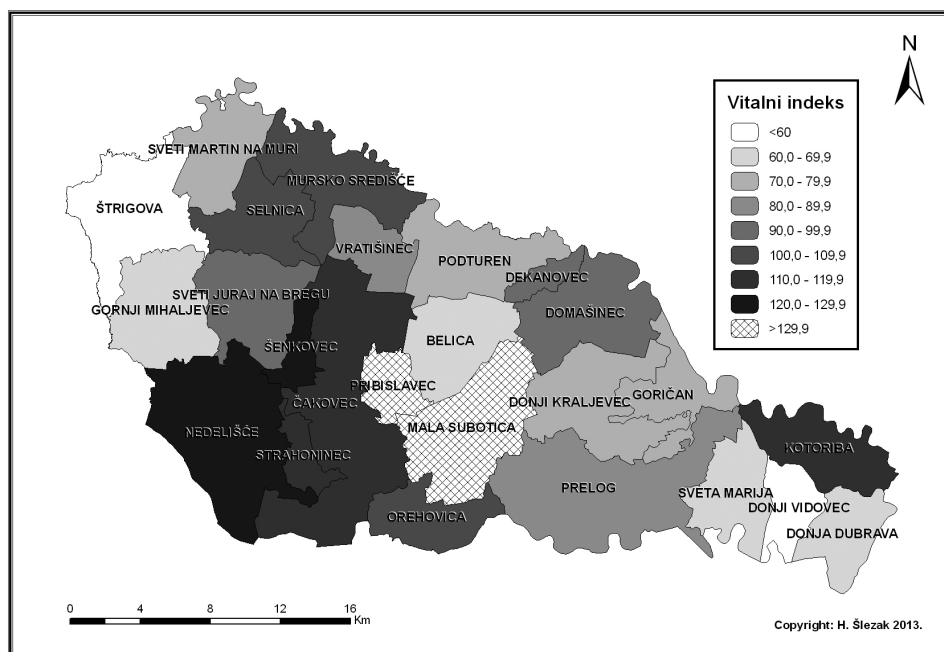 N
Vitalni indeks
<60
60,0 - 69,9
70,0 - 79,9
80,0 - 89,9
90,0 - 99,9
100,0 - 109,9
110,0 - 119,9
120,0 - 129,9
>129,9
SVETI MARTIN NA MURI
MURSKO SREDIŠĆE
ŠTRIGOVA
SELNICA
VRATIŠINEC
PODTUREN
DEKANOVEC
SVETI JURAJ NA BREGU
GORNJI MIHALJEVEC
DOMAŠINEC
BELICA
ŠENKOVEC
PRIBISLAVEC
ČAKOVEC
DONJI KRALJEVEC
GORIČAN
MALA SUBOTICA
NEDELIŠĆE
STRAHONINEC
KOTORIBA
PRELOG
SVETA MARIJA
DONJI VIDOVEC
OREHOVICA
DONJA DUBRAVA
0 4 8 12 16
Km
Copyright: H. Šlezak 2013.